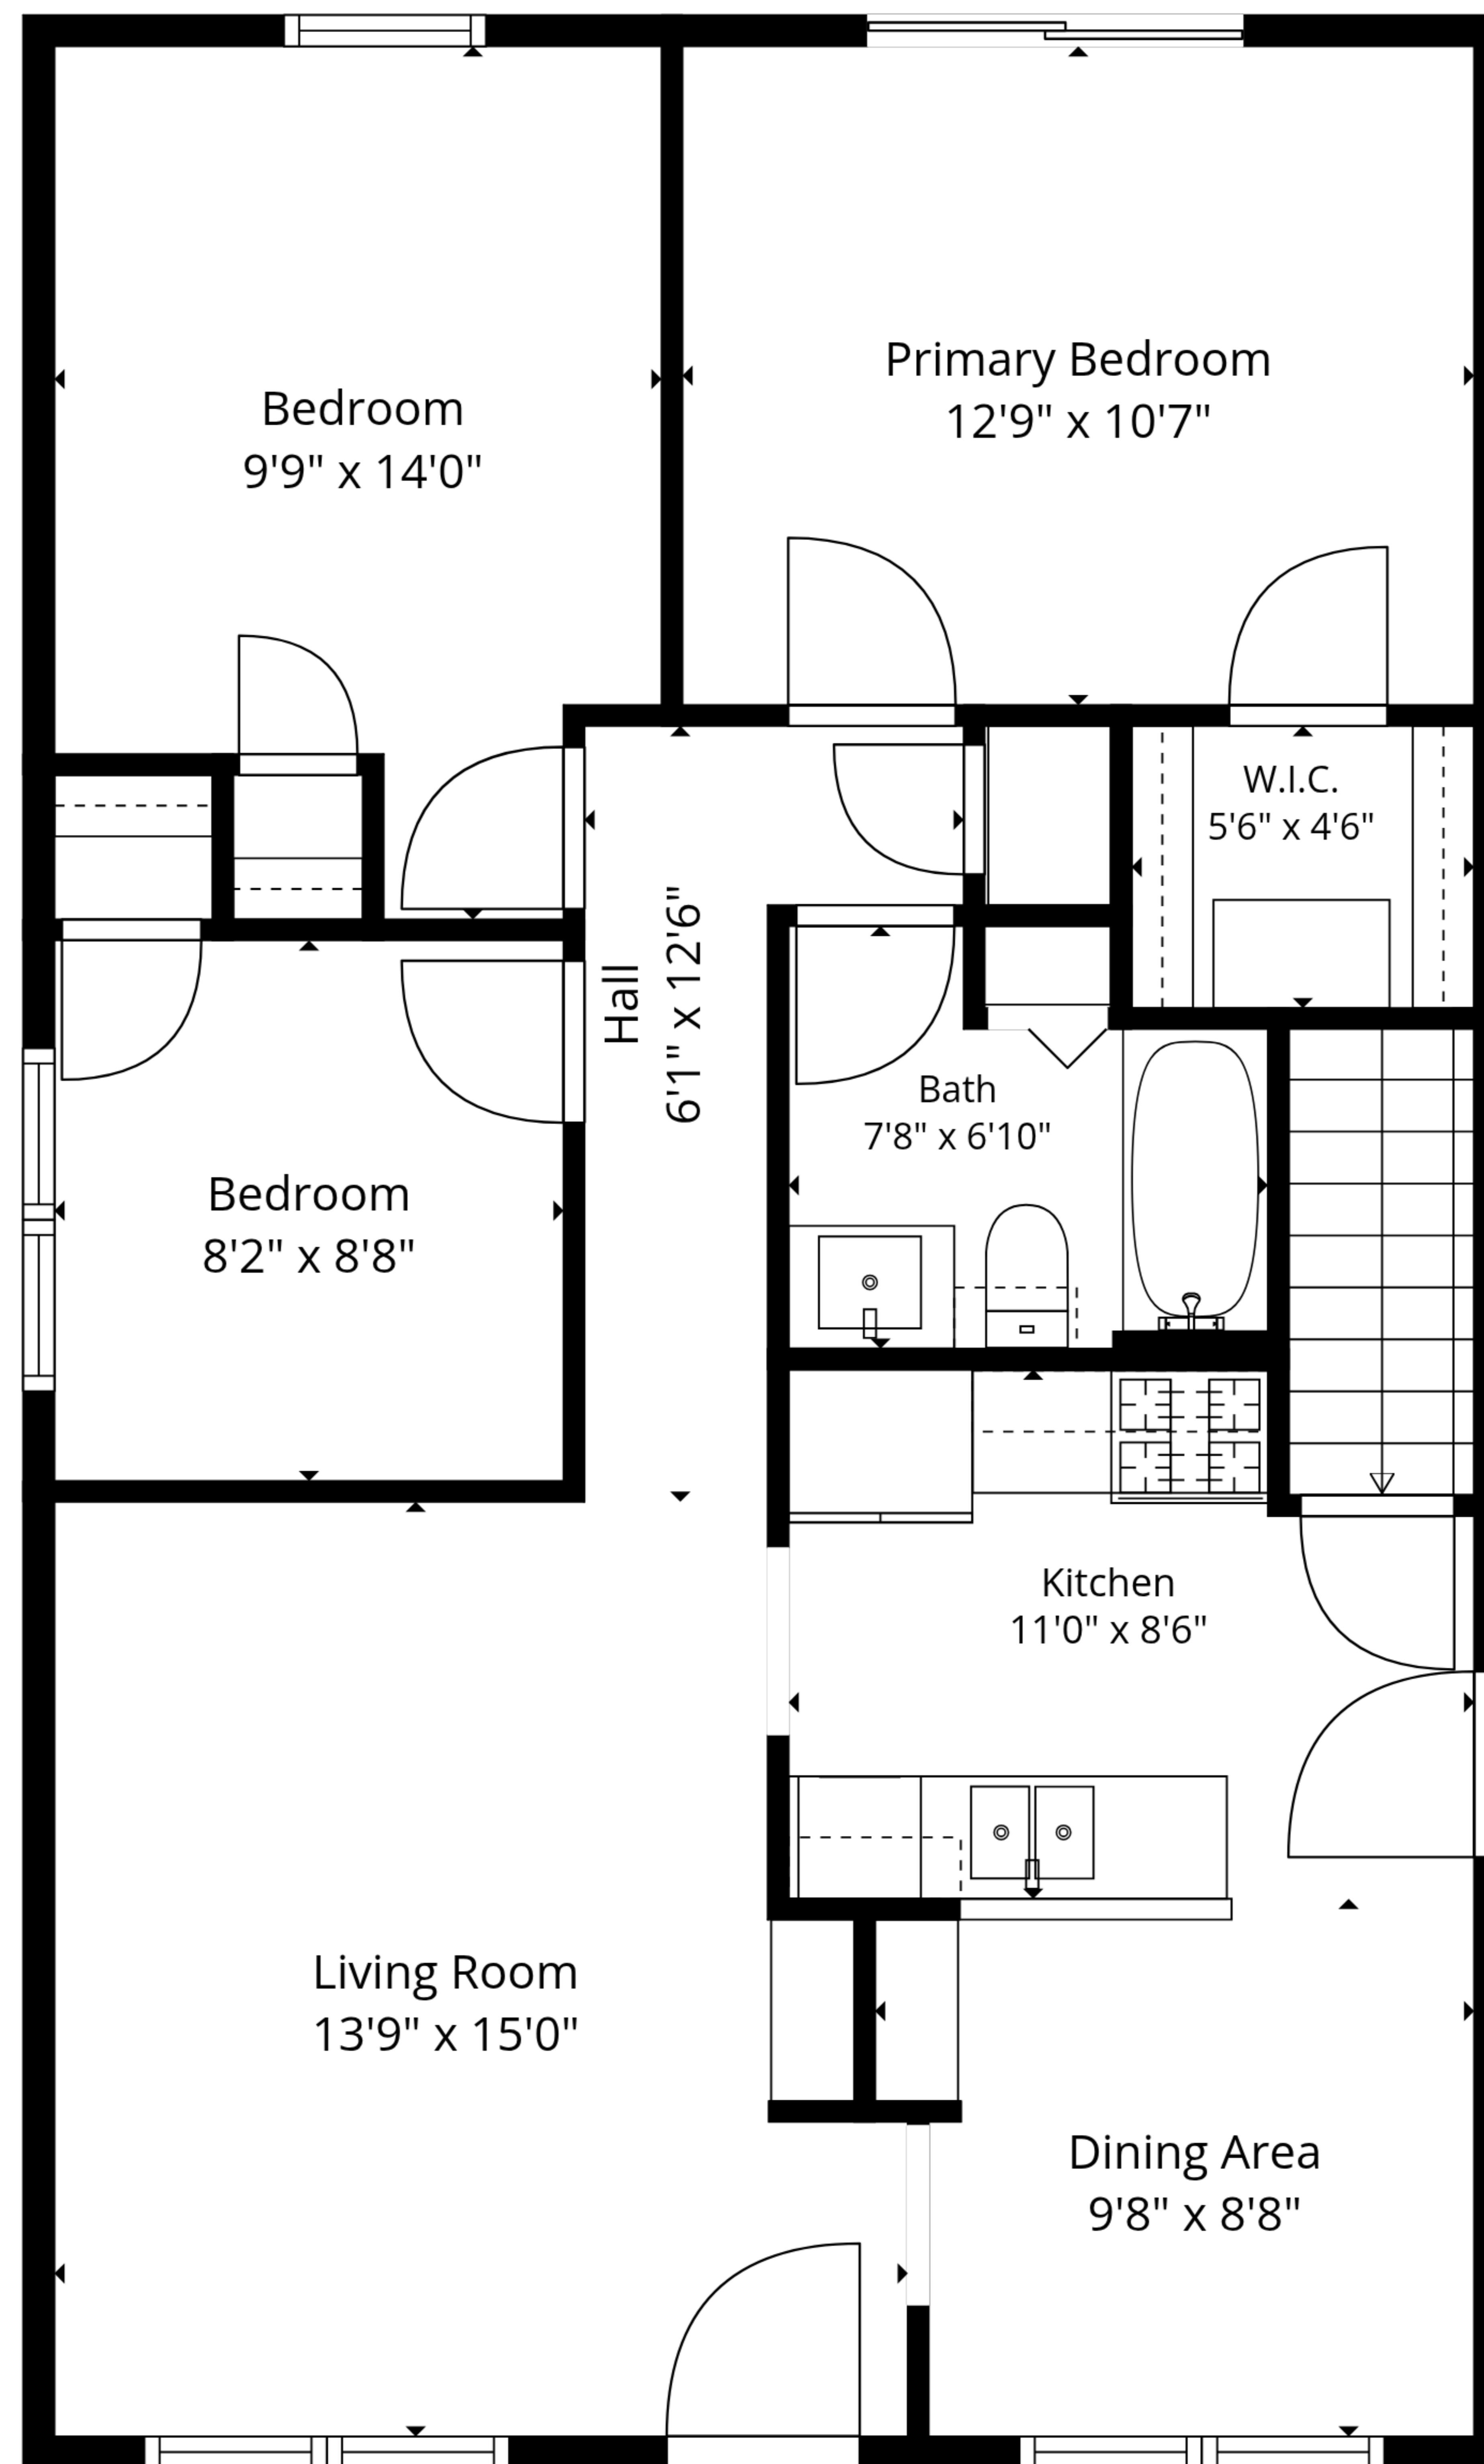 Primary Bedroom
12'9" x 10'7"
Bedroom
9'9" x 14'0"
W.I.C.
5'6" x 4'6"
Hall
6'1" x 12'6"
Bath
7'8" x 6'10"
Bedroom
8'2" x 8'8"
Kitchen
11'0" x 8'6"
Living Room
13'9" x 15'0"
Dining Area
9'8" x 8'8"